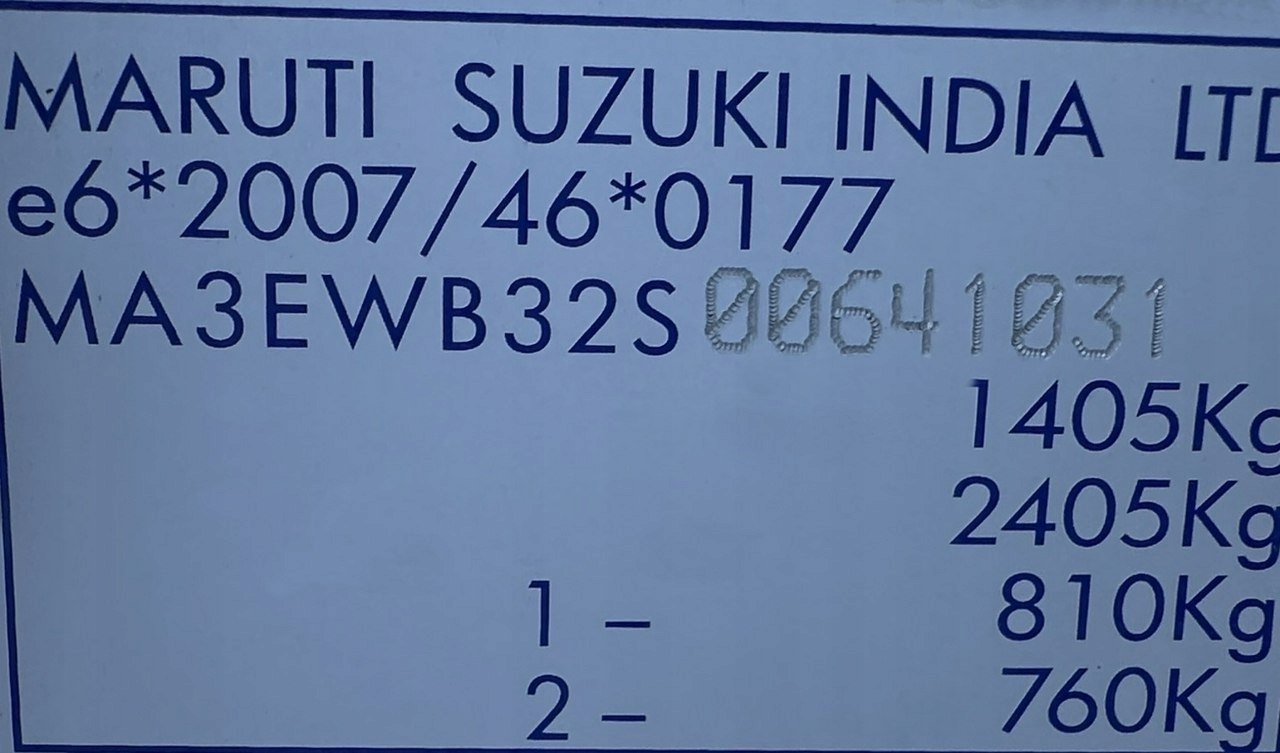 MARUTI SUZUKI INDIA LTD
e6*2007/46*0177
MA3EWB32S00641031
1405Kg
2405Kg
1 – 810Kg
2 – 760Kg